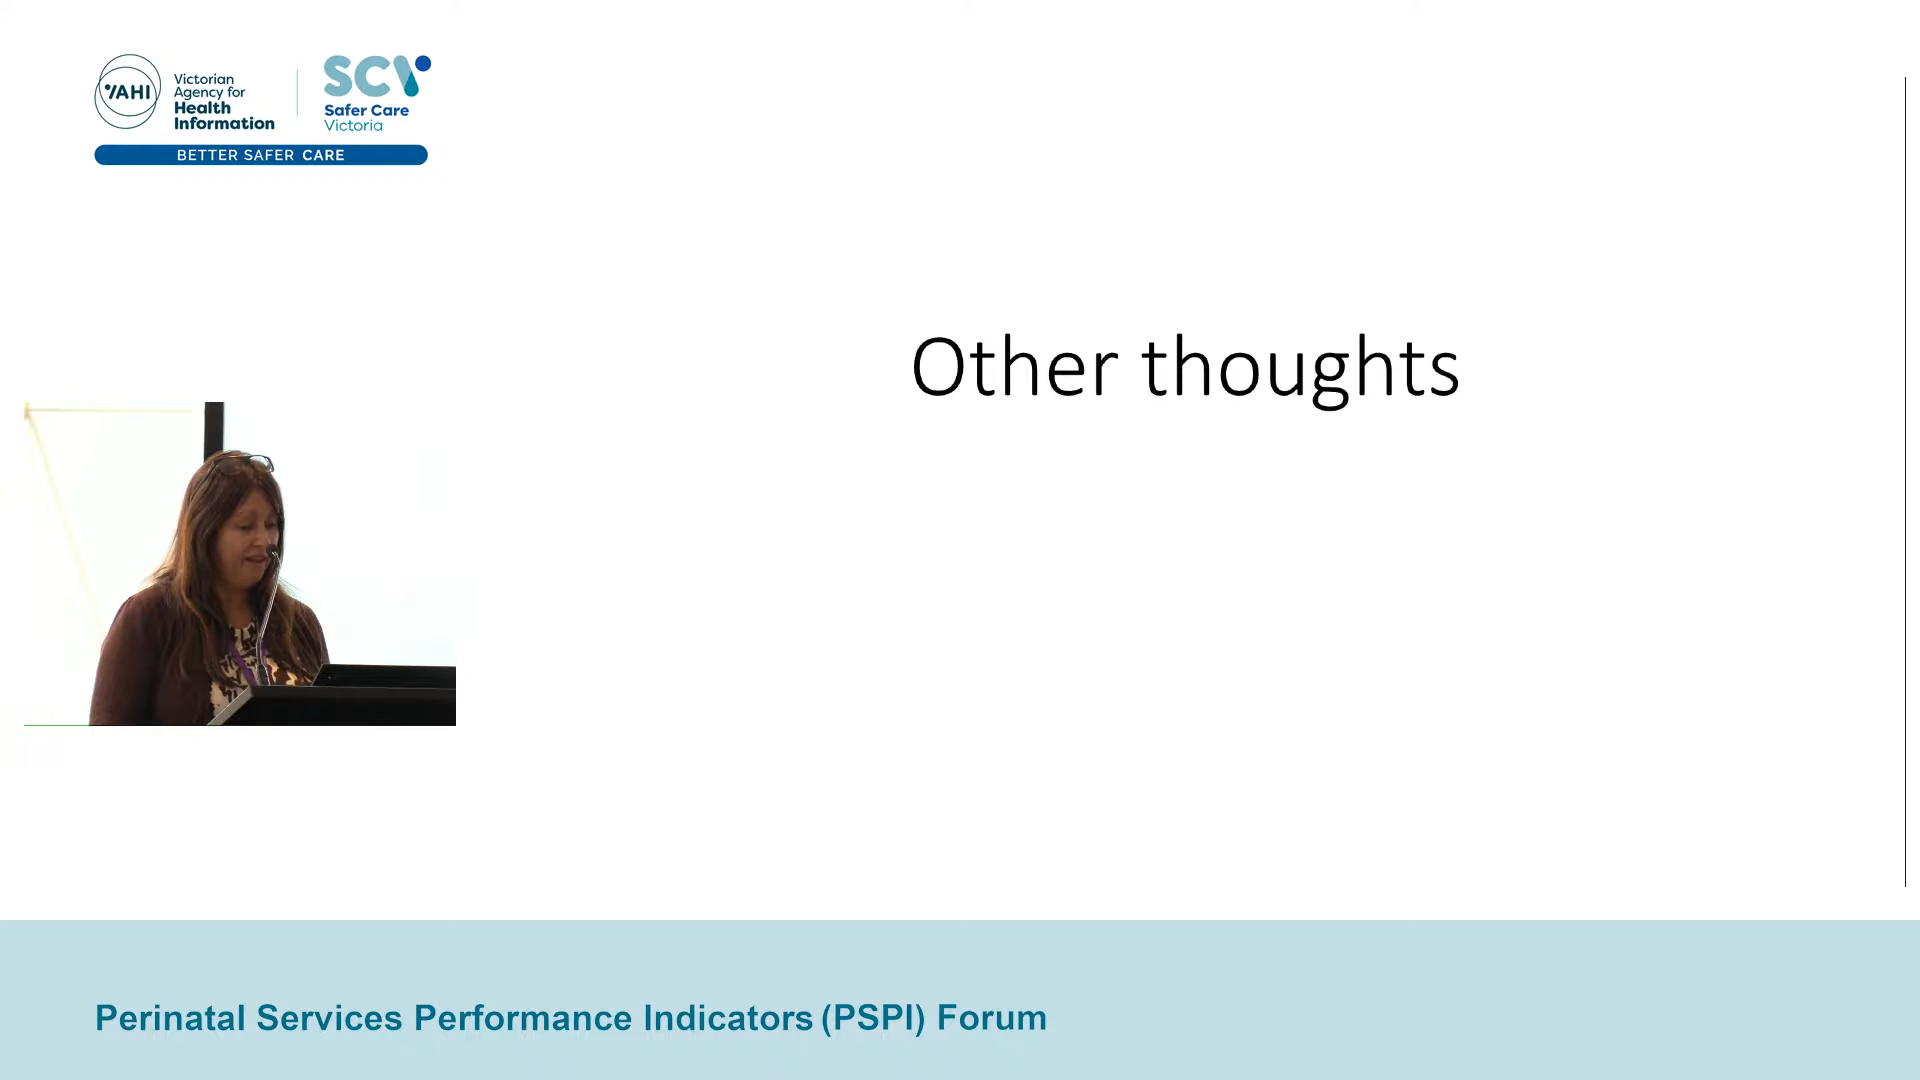 VAHI
Victorian
Agency for
Health
Information
SCV
Safer Care
Victoria
BETTER SAFER CARE
Other thoughts
Perinatal Services Performance Indicators (PSPI) Forum